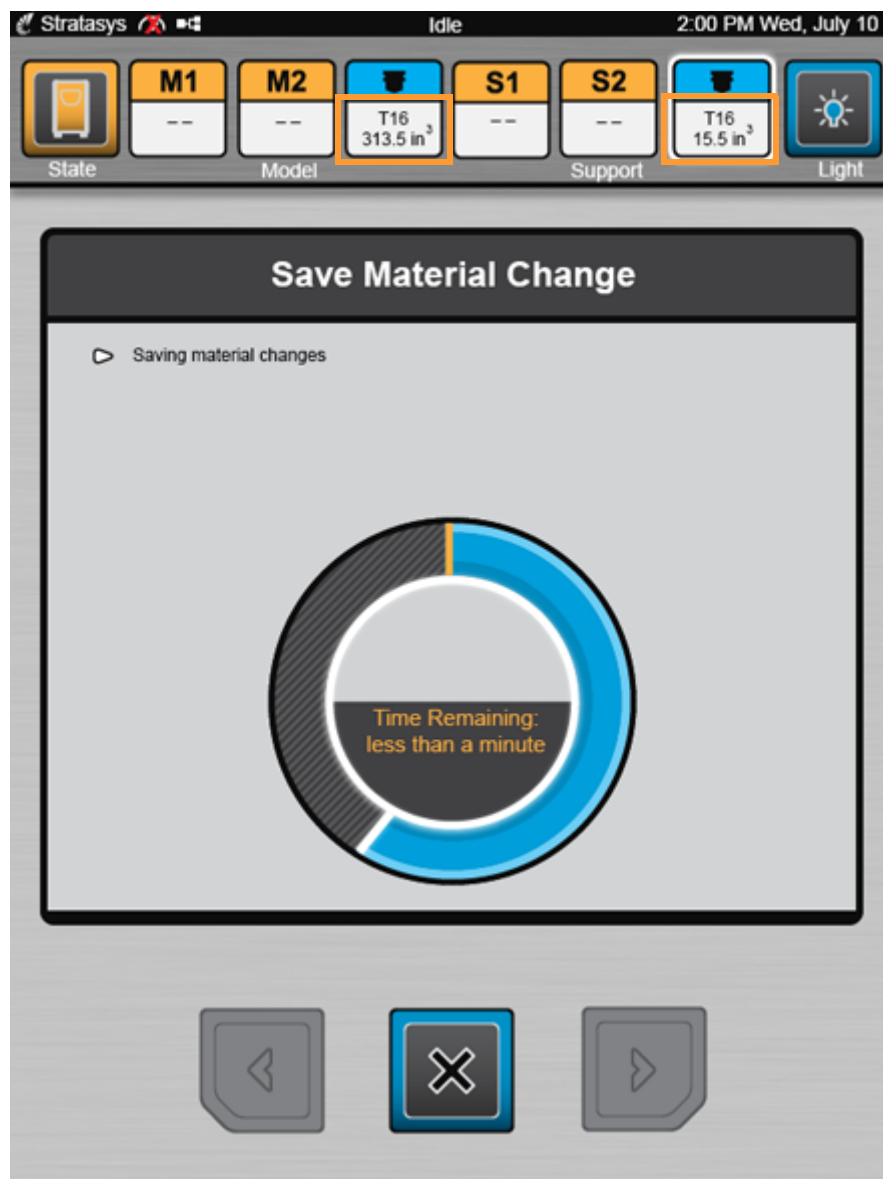 Stratasys Idle 2:00 PM Wed, July 10
M1 M2 S1 S2
-- -- T16 -- -- T16
313.5 in³ 15.5 in³
State Model Support Light
Save Material Change
Saving material changes
Time Remaining:
less than a minute